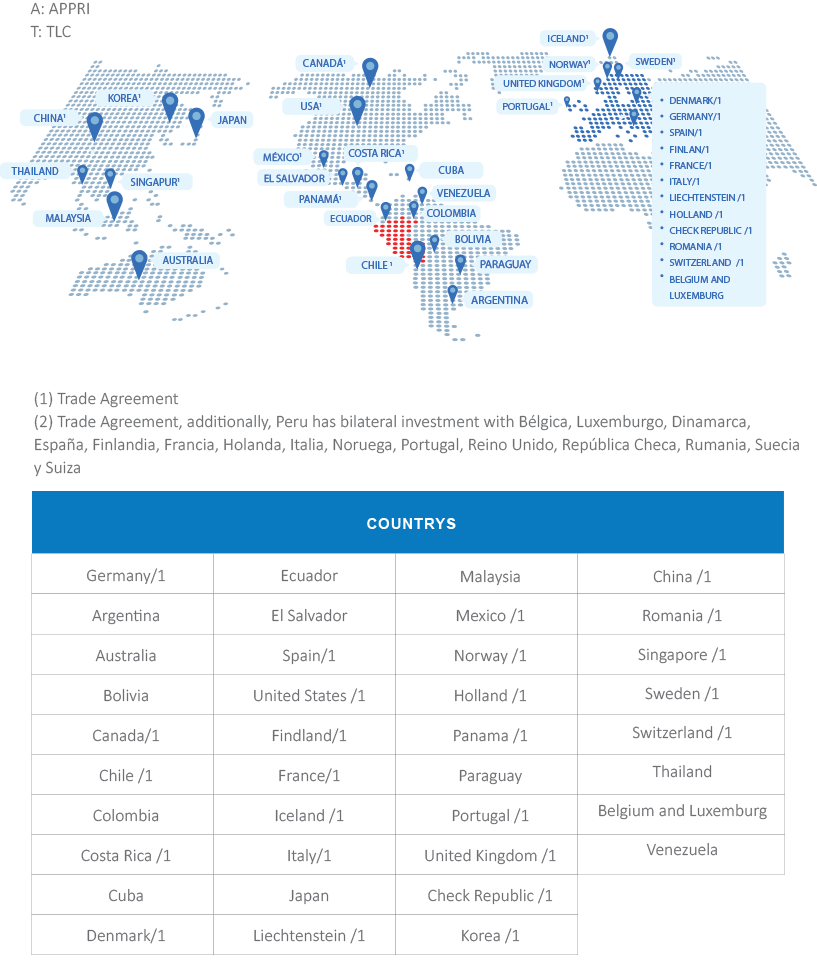 A: APPRI
T: TLC
ICELAND¹
CANADÁ¹
NORWAY¹
SWEDEN¹
UNITED KINGDOM¹
KOREA¹
USA¹
PORTUGAL¹
CHINA¹
JAPAN
• DENMARK/1
• GERMANY/1
• SPAIN/1
• FINLAN/1
• FRANCE/1
• ITALY/1
• LIECHTENSTEIN /1
• HOLLAND /1
• CHECK REPUBLIC /1
• ROMANIA /1
• SWITZERLAND /1
• BELGIUM AND
LUXEMBURG
MÉXICO¹
COSTA RICA¹
THAILAND
SINGAPUR¹
EL SALVADOR
CUBA
PANAMÁ¹
VENEZUELA
MALAYSIA
ECUADOR
COLOMBIA
BOLIVIA
AUSTRALIA
CHILE ¹
PARAGUAY
ARGENTINA
(1) Trade Agreement
(2) Trade Agreement, additionally, Peru has bilateral investment with Bélgica, Luxemburgo, Dinamarca,
España, Finlandia, Francia, Holanda, Italia, Noruega, Portugal, Reino Unido, República Checa, Rumania, Suecia
y Suiza
COUNTRYS
Germany/1 Ecuador Malaysia China /1
Argentina El Salvador Mexico /1 Romania /1
Australia Spain/1 Norway /1 Singapore /1
Bolivia United States /1 Holland /1 Sweden /1
Canada/1 Findland/1 Panama /1 Switzerland /1
Chile /1 France/1 Paraguay Thailand
Colombia Iceland /1 Portugal /1 Belgium and Luxemburg
Costa Rica /1 Italy/1 United Kingdom /1 Venezuela
Cuba Japan Check Republic /1
Denmark/1 Liechtenstein /1 Korea /1